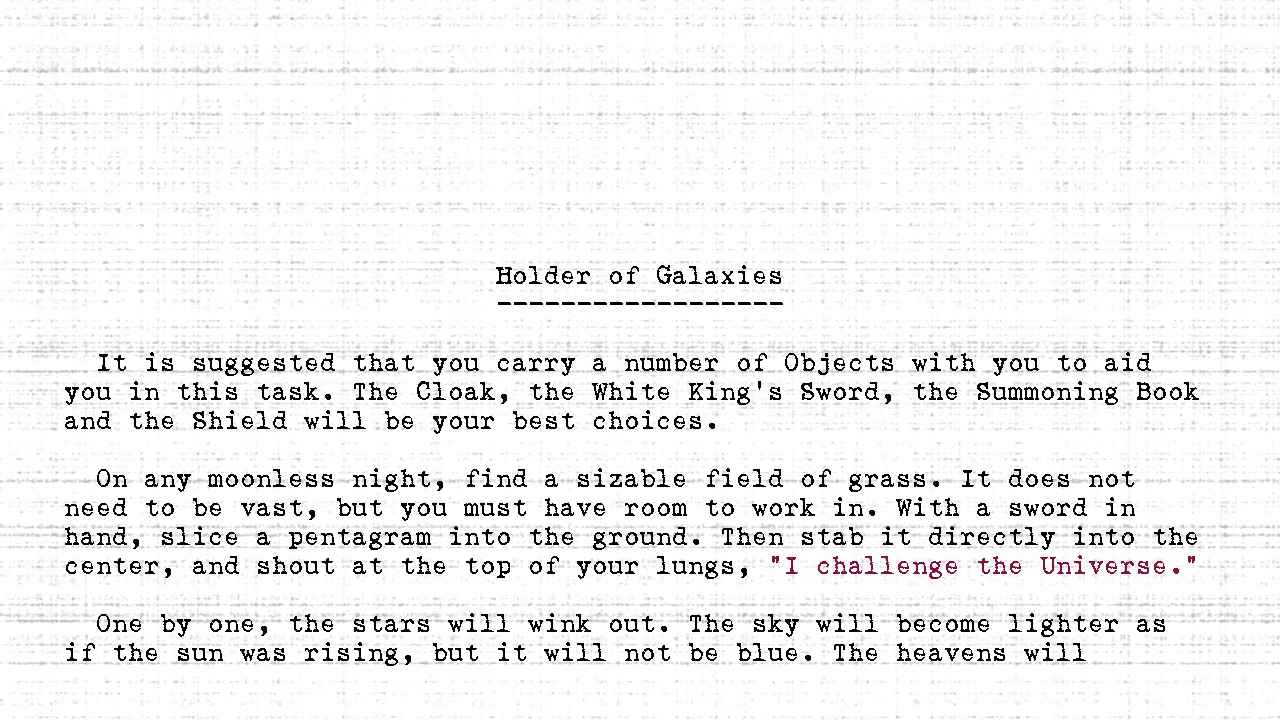 Holder of Galaxies
------------------
It is suggested that you carry a number of Objects with you to aid
you in this task. The Cloak, the White King's Sword, the Summoning Book
and the Shield will be your best choices.
On any moonless night, find a sizable field of grass. It does not
need to be vast, but you must have room to work in. With a sword in
hand, slice a pentagram into the ground. Then stab it directly into the
center, and shout at the top of your lungs, "I challenge the Universe."
One by one, the stars will wink out. The sky will become lighter as
if the sun was rising, but it will not be blue. The heavens will